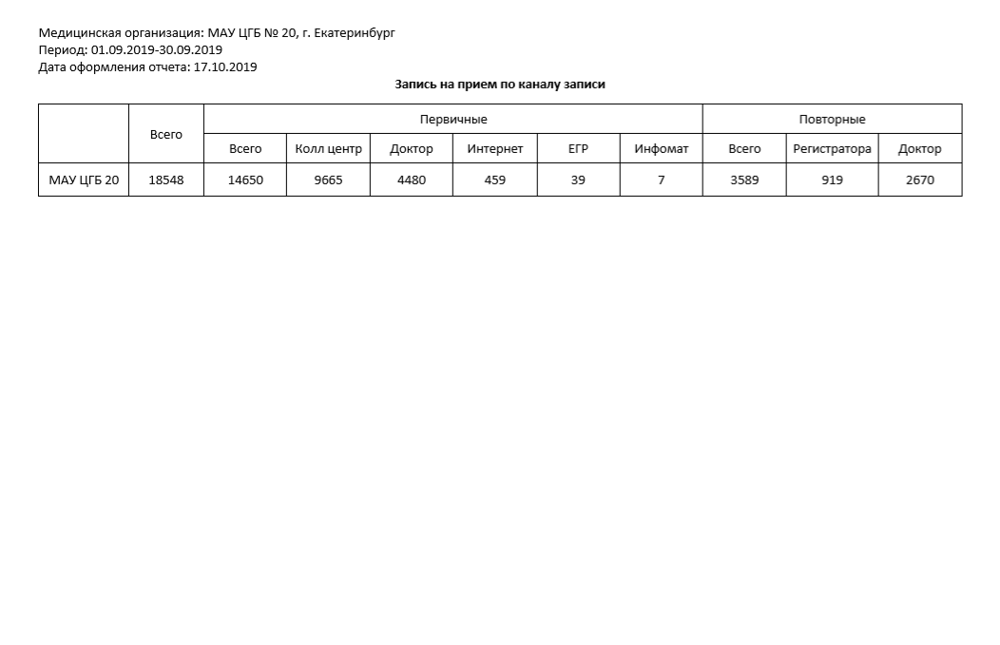 Медицинская организация: МАУ ЦГБ № 20, г. Екатеринбург
Период: 01.09.2019-30.09.2019
Дата оформления отчета: 17.10.2019
Запись на прием по каналу записи
Всего Первичные Повторные
Всего Колл центр Доктор Интернет ЕГР Инфомат Всего Регистратора Доктор
МАУ ЦГБ 20 18548 14650 9665 4480 459 39 7 3589 919 2670